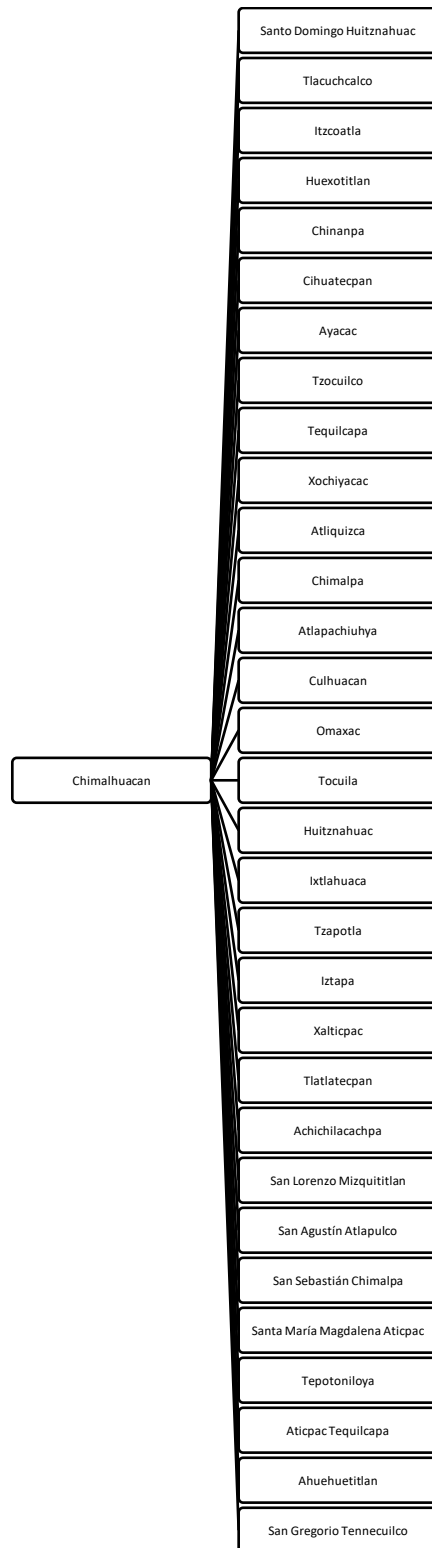 Santo Domingo Huitznahuac
Tlacuchcalco
Itzcoatla
Huexotitlan
Chinanpa
Cihuatecpan
Ayacac
Tzocuilco
Tequilcapa
Xochiyacac
Atliquizca
Chimalpa
Atlapachiuhya
Culhuacan
Omaxac
Chimalhuacan
Tocuila
Huitznahuac
Ixtlahuaca
Tzapotla
Iztapa
Xalticpac
Tlatlatecpan
Achichilacachpa
San Lorenzo Mizquititlan
San Agustín Atlapulco
San Sebastián Chimalpa
Santa María Magdalena Aticpac
Tepotoniloya
Aticpac Tequilcapa
Ahuehuetitlan
San Gregorio Tennecuilco